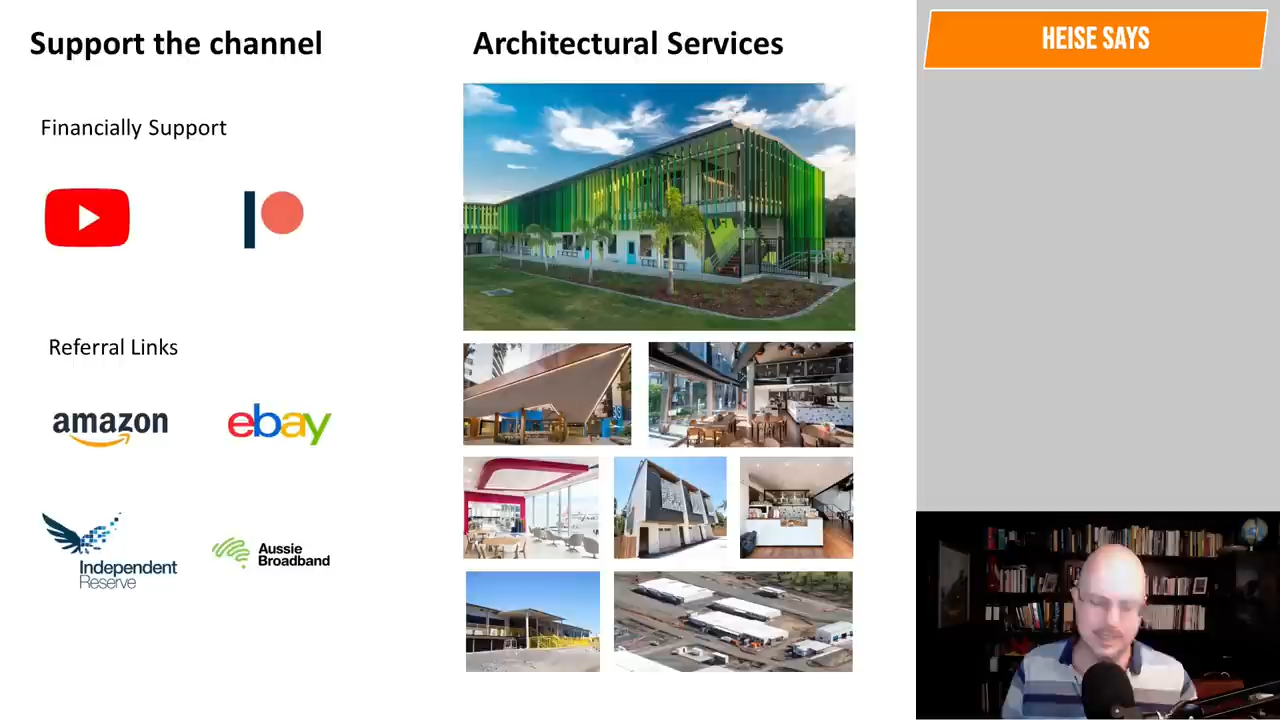 Support the channel
Architectural Services
HEISE SAYS
Financially Support
Referral Links
amazon
ebay
Independent
Reserve
Aussie
Broadband